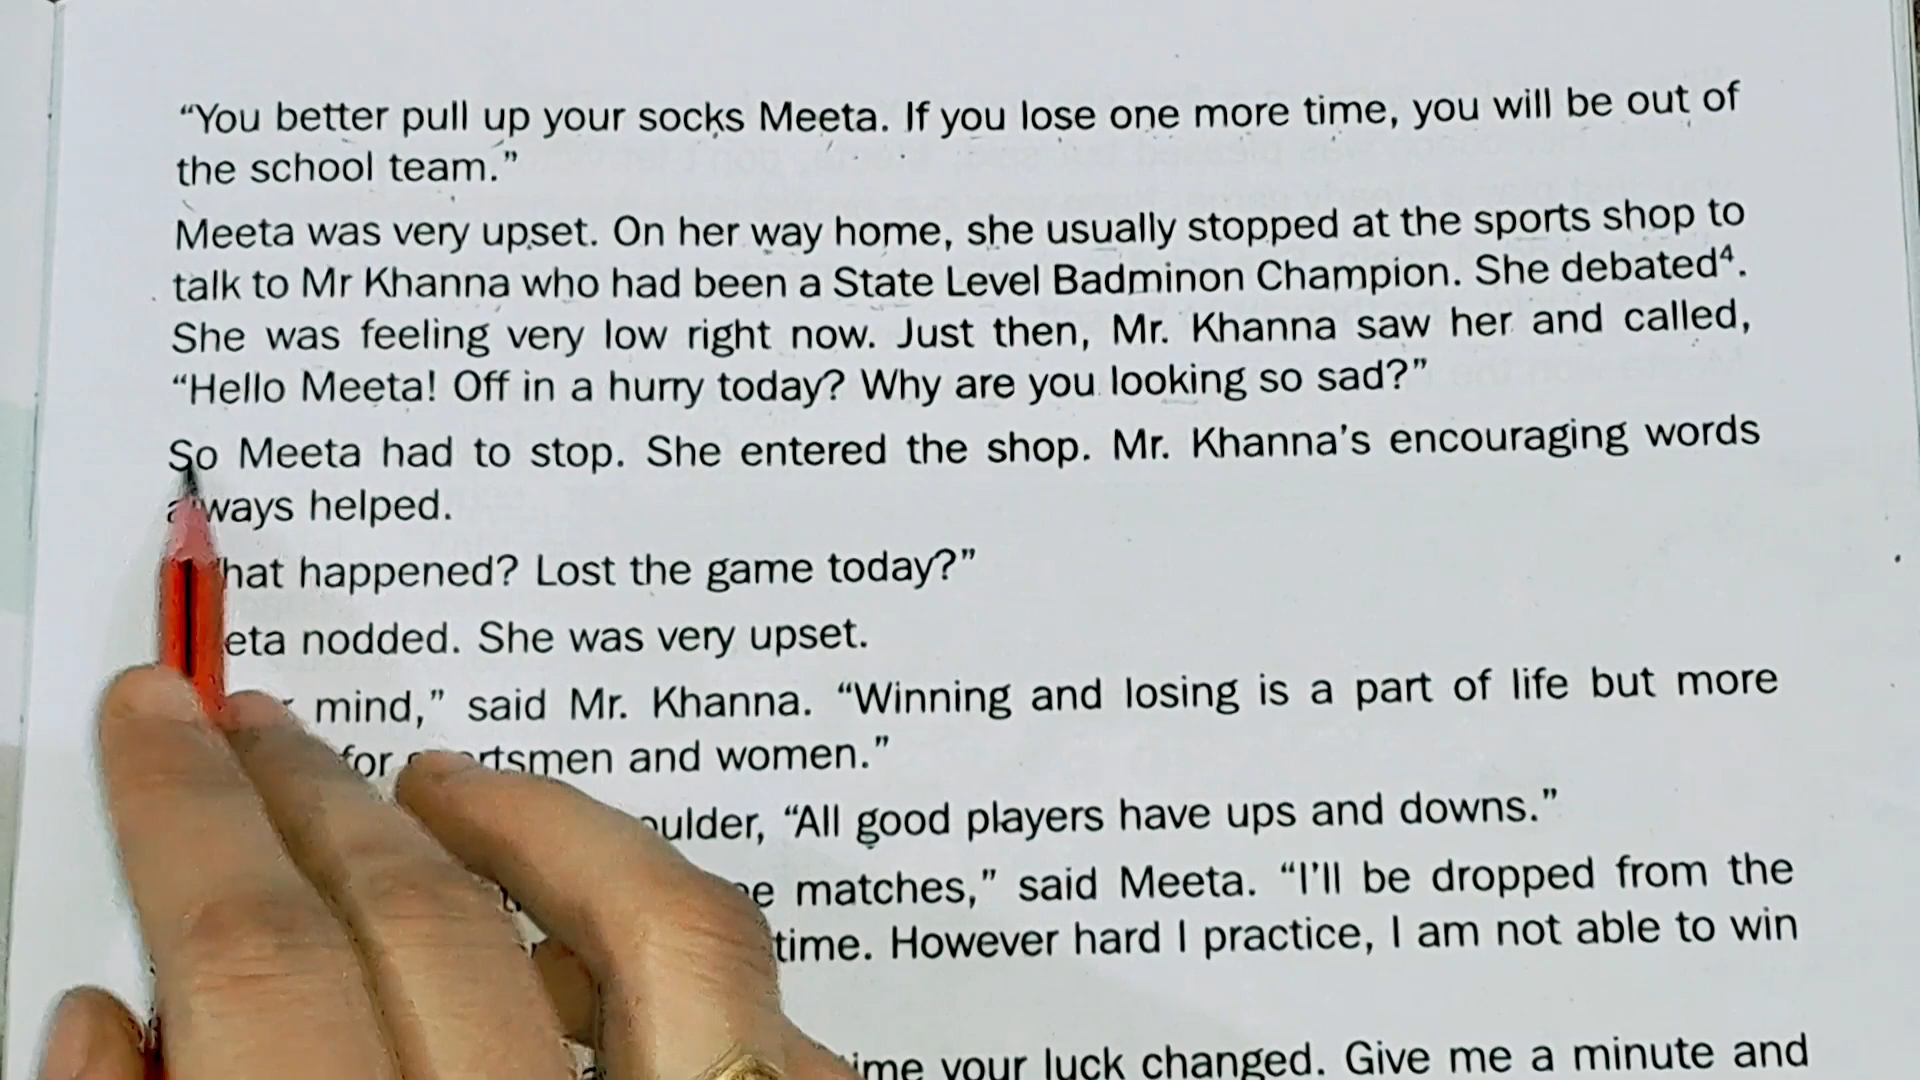 “You better pull up your socks Meeta. If you lose one more time, you will be out of
the school team.”
Meeta was very upset. On her way home, she usually stopped at the sports shop to
talk to Mr Khanna who had been a State Level Badminon Champion. She debated⁴.
She was feeling very low right now. Just then, Mr. Khanna saw her and called,
“Hello Meeta! Off in a hurry today? Why are you looking so sad?”
So Meeta had to stop. She entered the shop. Mr. Khanna’s encouraging words
always helped.
happened? Lost the game today?”
nodded. She was very upset.
mind,” said Mr. Khanna. “Winning and losing is a part of life but more
for and women.”
“All good players have ups and downs.”
matches,” said Meeta. “I’ll be dropped from the
time. However hard I practice, I am not able to win
your luck changed. Give me a minute and